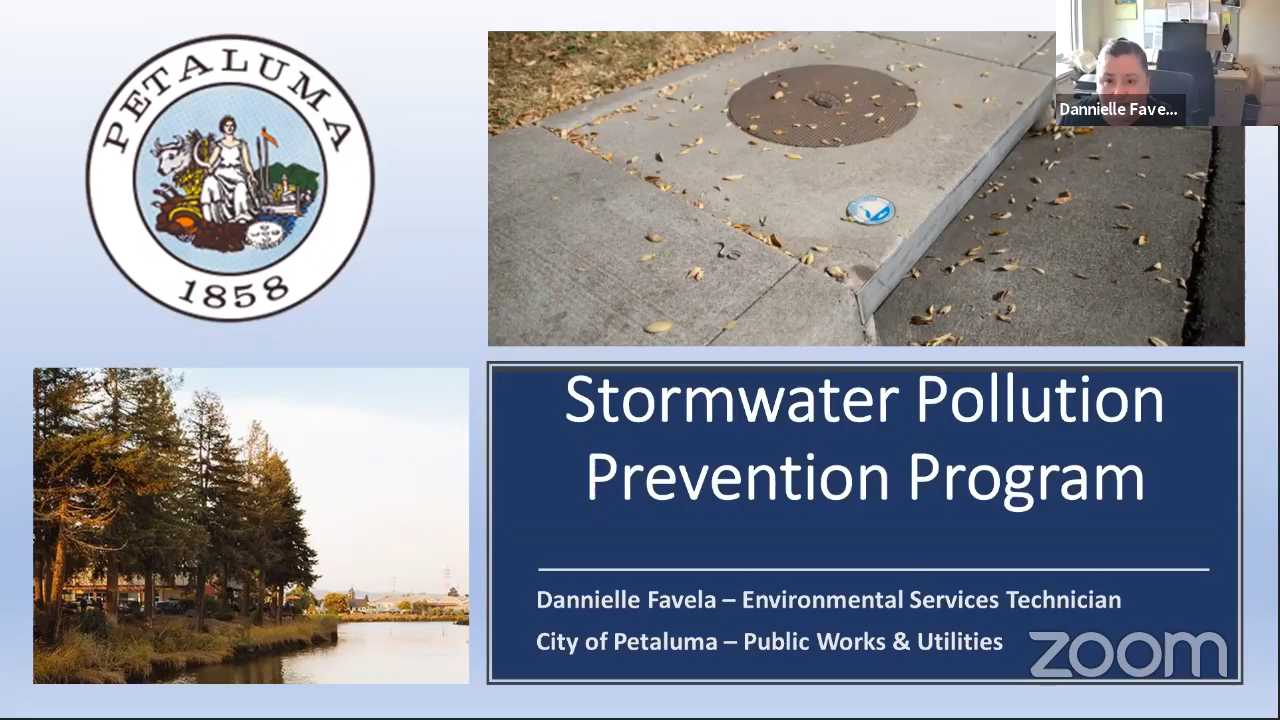 PETALUMA
1858
Dannielle Fave...
Stormwater Pollution
Prevention Program
Dannielle Favela – Environmental Services Technician
City of Petaluma – Public Works & Utilities
zoom